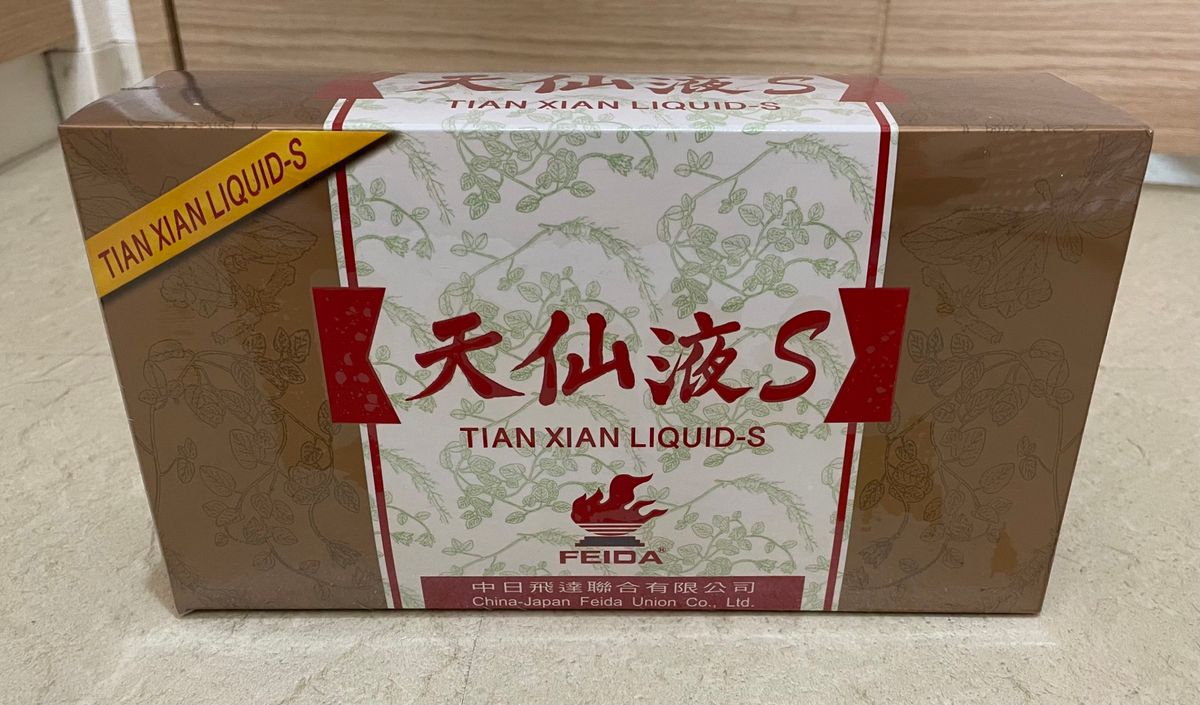 天仙液S
TIAN XIAN LIQUID-S
TIAN XIAN LIQUID-S
天仙液S
TIAN XIAN LIQUID-S
FEIDA®
中日飛達聯合有限公司
China-Japan Feida Union Co., Ltd.